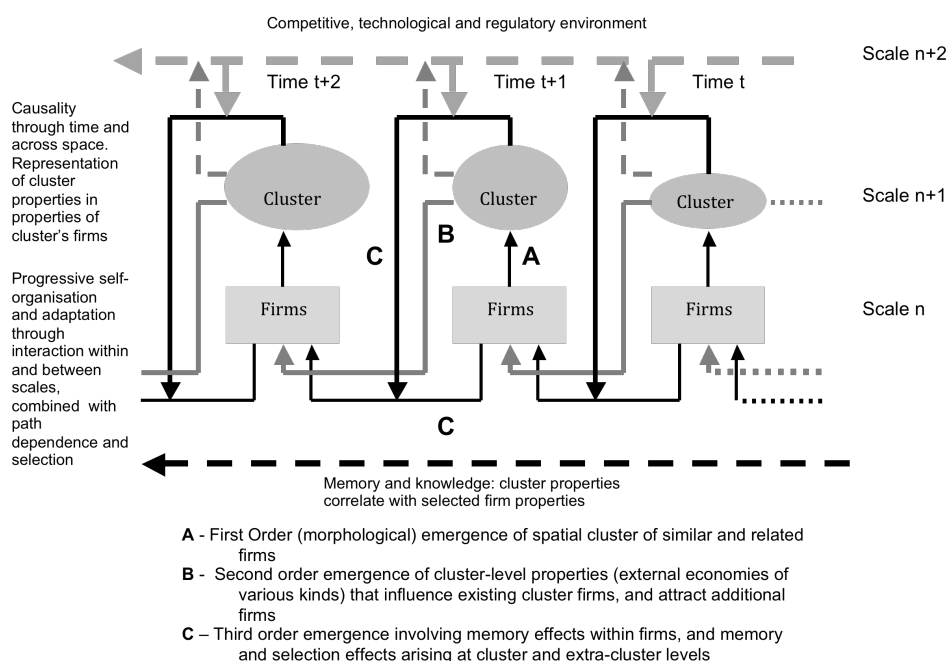 Competitive, technological and regulatory environment
Scale n+2
Time t+2
Time t+1
Time t
Causality
through time and
across space.
Representation
of cluster
properties in
properties of
cluster's firms
Cluster
Cluster
Cluster
Scale n+1
B
C
A
Progressive self-
organisation
and adaptation
through
interaction within
and between
scales,
combined with
path
dependence and
selection
Firms
Firms
Firms
Scale n
C
Memory and knowledge: cluster properties
correlate with selected firm properties
A - First Order (morphological) emergence of spatial cluster of similar and related
firms
B - Second order emergence of cluster-level properties (external economies of
various kinds) that influence existing cluster firms, and attract additional
firms
C – Third order emergence involving memory effects within firms, and memory
and selection effects arising at cluster and extra-cluster levels